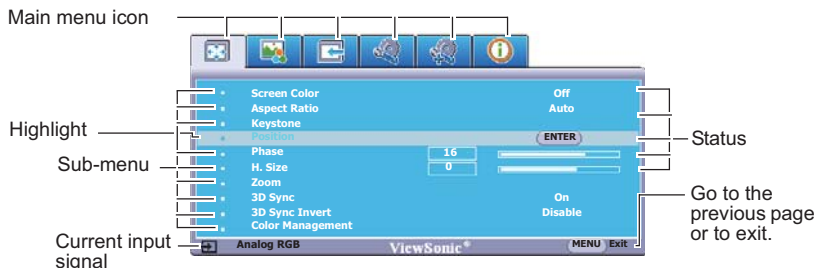 Main menu icon
Screen Color Off
Aspect Ratio Auto
Keystone
Highlight Position ENTER Status
Phase 16
Sub-menu H. Size 0
Zoom
3D Sync On
3D Sync Invert Disable
Color Management
Go to the
previous page
or to exit.
Current input
signal
Analog RGB ViewSonic® MENU Exit